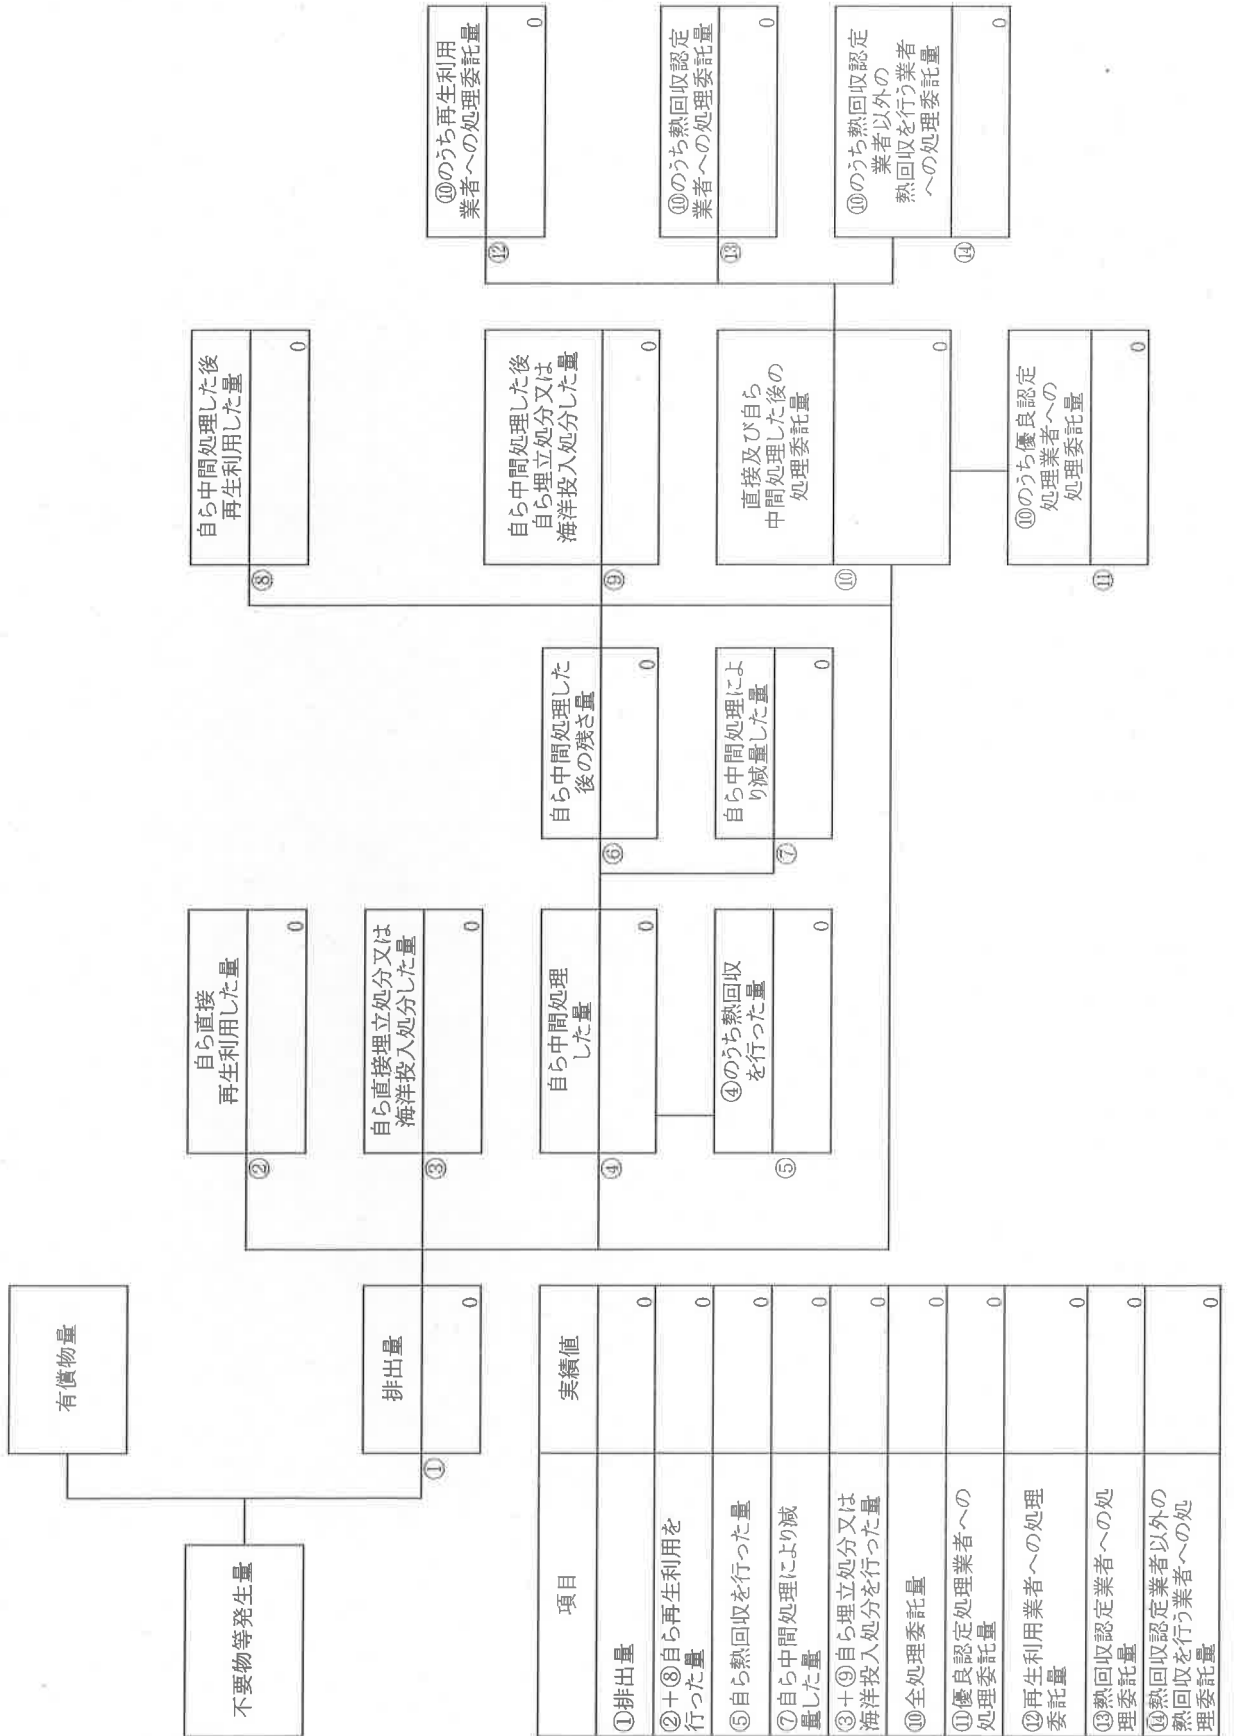 不要物等発生量
有償物量
①
排出量
0
②
自ら直接
再生利用した量
0
③
自ら直接埋立処分又は
海洋投入処分した量
0
④
自ら中間処理
した量
0
⑤
④のうち熱回収
を行った量
0
⑥
自ら中間処理した
後の残さ量
0
⑦
自ら中間処理によ
り減量した量
0
⑧
自ら中間処理した後
再生利用した量
0
⑨
自ら中間処理した後
自ら埋立処分又は
海洋投入処分した量
0
⑩
直接及び自ら
中間処理した後の
処理委託量
0
⑪
⑩のうち優良認定
処理業者への
処理委託量
0
⑫
⑩のうち再生利用
業者への処理委託量
0
⑬
⑩のうち熱回収認定
業者への処理委託量
0
⑭
⑩のうち熱回収認定
業者以外の
熱回収を行う業者
への処理委託量
0
項目 実績値
①排出量 0
②+⑧自ら再生利用を
行った量 0
⑤自ら熱回収を行った量 0
⑦自ら中間処理により減
量した量 0
③+⑨自ら埋立処分又は
海洋投入処分を行った量 0
⑩全処理委託量 0
⑪優良認定処理業者への
処理委託量 0
⑫再生利用業者への処理
委託量 0
⑬熱回収認定業者への処
理委託量 0
⑭熱回収認定業者以外の
熱回収を行う業者への処
理委託量 0